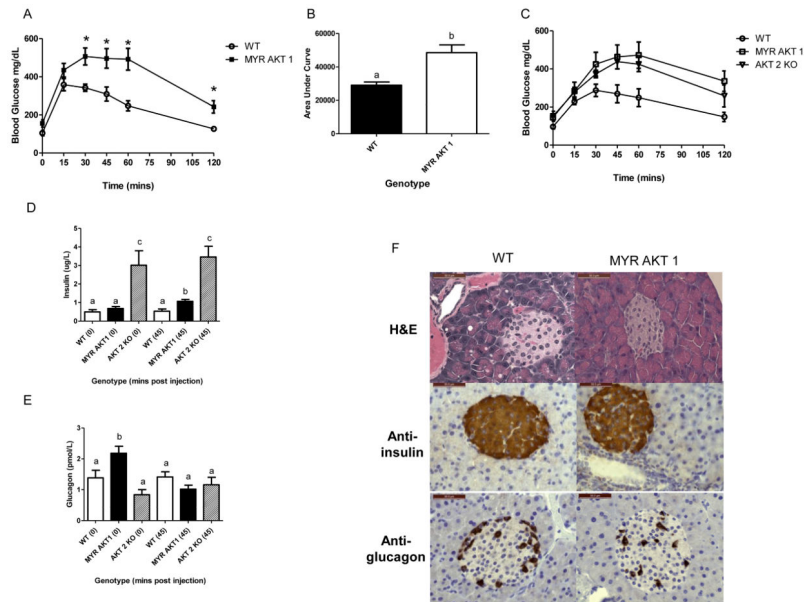 A
Blood Glucose mg/dL
800
600
400
200
0
* * * *
WT
MYR AKT 1
0 15 30 45 60 75 90 105 120
Time (mins)
B
Area Under Curve
60000
40000
20000
0
a
b
WT
MYR AKT 1
Genotype
C
Blood Glucose mg/dL
800
600
400
200
0
WT
MYR AKT 1
AKT 2 KO
0 15 30 45 60 75 90 105 120
Time (mins)
D
Insulin (ug/L)
5
4
3
2
1
0
a a c a b c
WT (0)
MYR AKT1 (0)
AKT 2 KO (0)
WT (45)
MYR AKT1 (45)
AKT 2 KO (45)
Genotype (mins post injection)
E
Glucagon (pmol/L)
3
2
1
0
a b a a a a
WT (0)
MYR AKT1 (0)
AKT 2 KO (0)
WT (45)
MYR AKT1 (45)
AKT 2 KO (45)
Genotype (mins post injection)
F
WT MYR AKT 1
H&E
Anti-
insulin
Anti-
glucagon